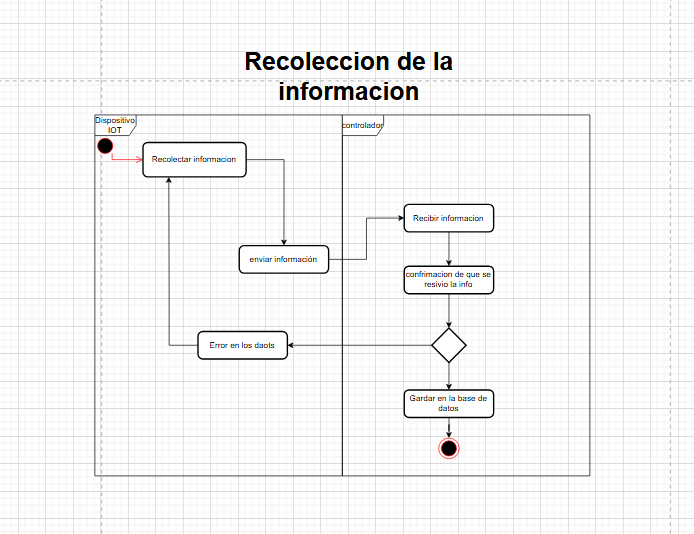 Recoleccion de la
informacion
Dispositivo
IOT
controlador
Recolectar informacion
Recibir informacion
enviar información
confrimacion de que se
resivio la info
Error en los daots
Gardar en la base de
datos